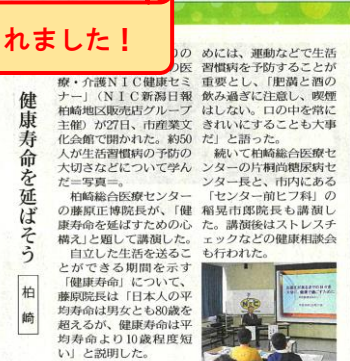 れました！
健康寿命を延ばそう
柏崎
の
の医
療・介護ＮＩＣ健康セミ
ナー」（ＮＩＣ新潟日報
柏崎地区販売店グループ
主催）が27日、市産業文
化会館で開かれた。約50
人が生活習慣病の予防の
大切さなどについて学ん
だ＝写真＝。
柏崎総合医療センター
の藤原正博院長が、「健
康寿命を延ばすための心
構え」と題して講演した。
自立した生活を送るこ
とができる期間を示す
「健康寿命」について、
藤原院長は「日本人の平
均寿命は男女とも80歳を
超えるが、健康寿命は平
均寿命より10歳程度短
い」と説明した。
めには、運動などで生活
習慣病を予防することが
重要とし、「肥満と酒の
飲み過ぎに注意し、喫煙
はしない。口の中を常に
きれいにすることも大事
だ」と語った。
続いて柏崎総合医療セ
ンターの片桐尚糖尿病セ
ンター長と、市内にある
「センター前ヒフ科」の
稲見市郎院長も講演し
た。講演後はストレスチ
ェックなどの健康相談会
も行われた。